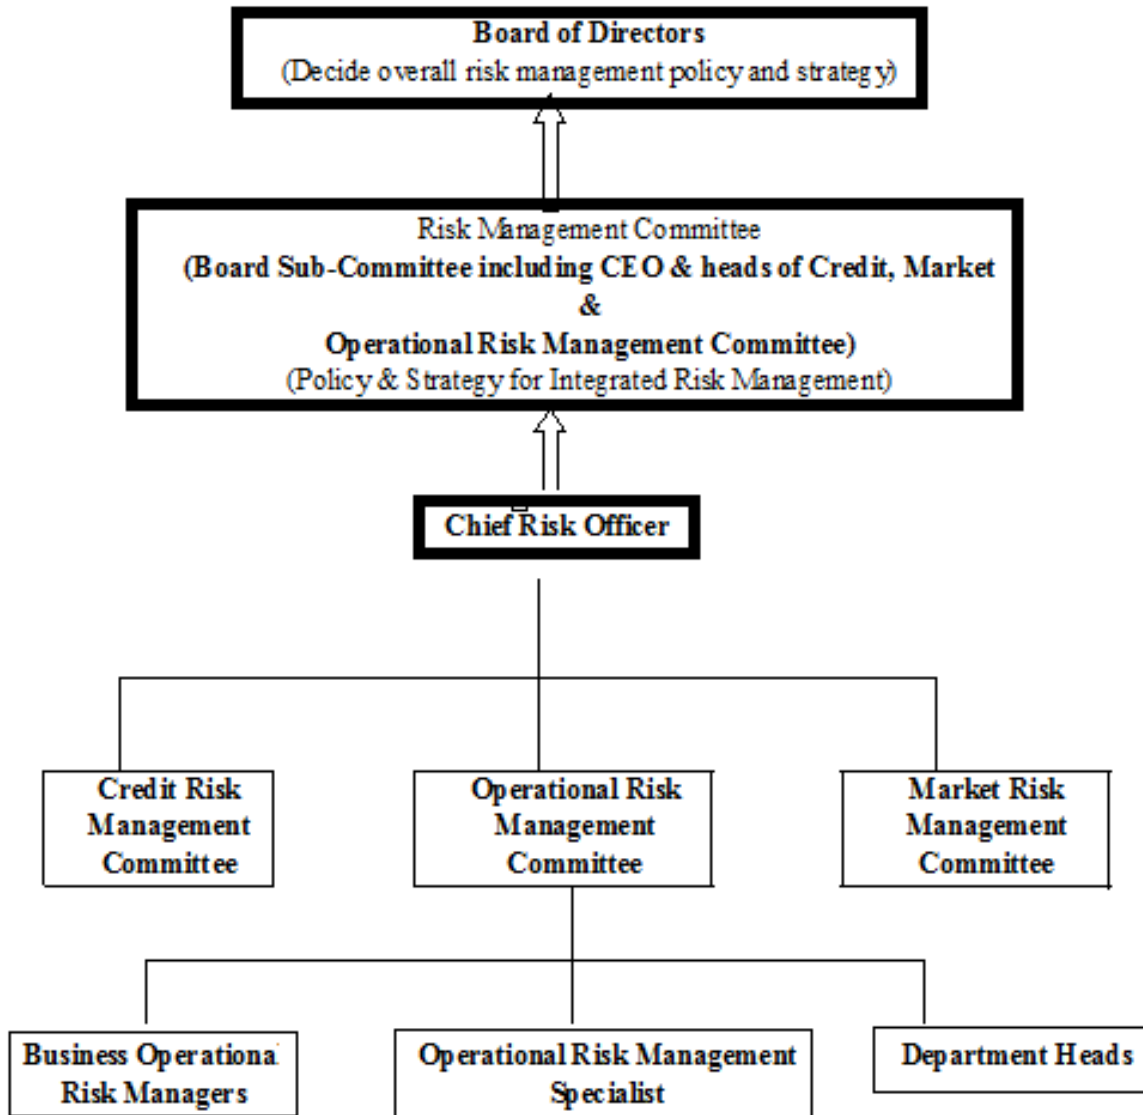 Board of Directors
(Decide overall risk management policy and strategy)
Risk Management Committee
(Board Sub-Committee including CEO & heads of Credit, Market
&
Operational Risk Management Committee)
(Policy & Strategy for Integrated Risk Management)
Chief Risk Officer
Credit Risk
Management
Committee
Operational Risk
Management
Committee
Market Risk
Management
Committee
Business Operational
Risk Managers
Operational Risk Management
Specialist
Department Heads